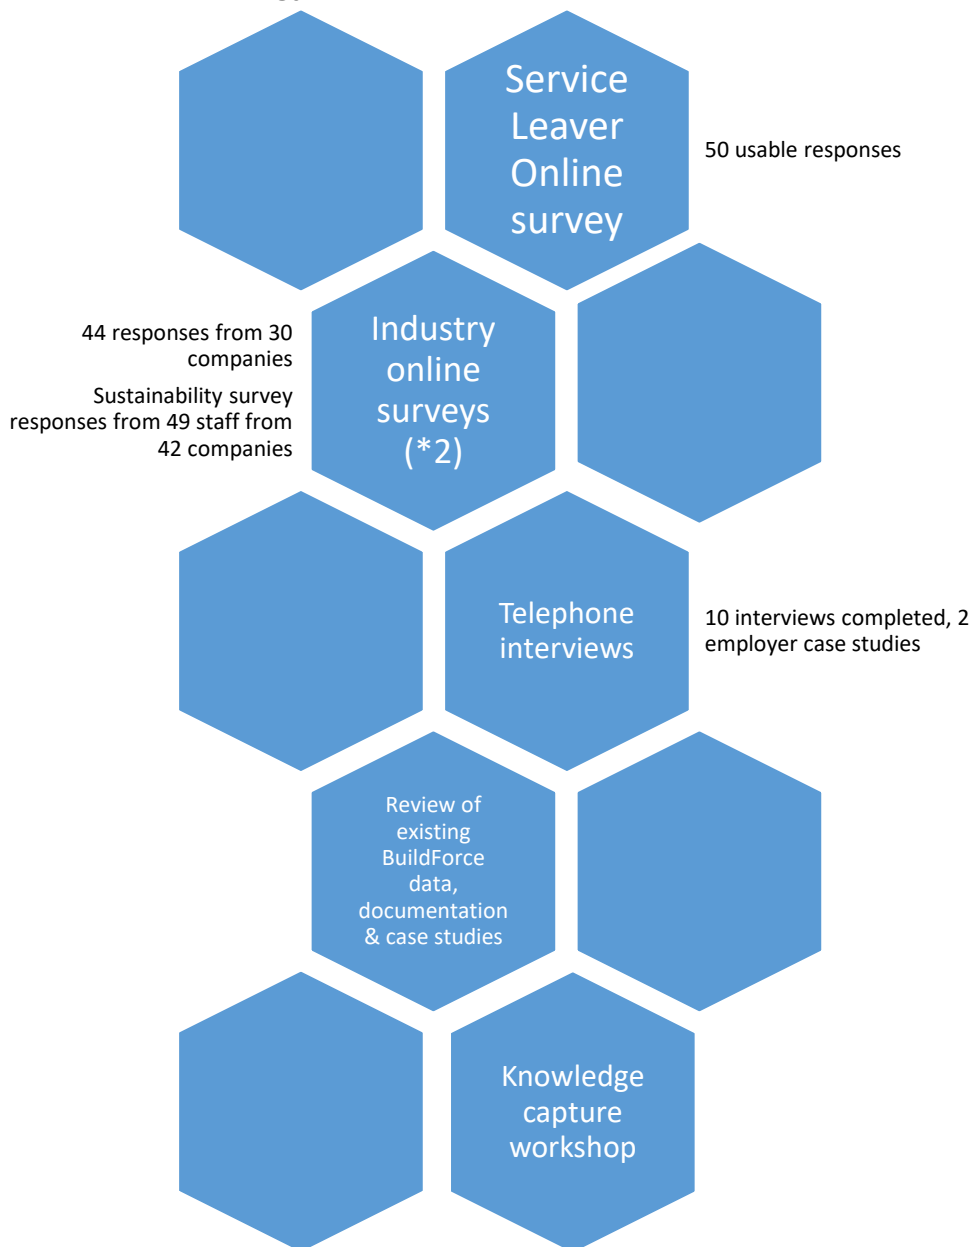 Service
Leaver
Online
survey
50 usable responses
44 responses from 30
companies
Sustainability survey
responses from 49 staff from
42 companies
Industry
online
surveys
(*2)
Telephone
interviews
10 interviews completed, 2
employer case studies
Review of
existing
BuildForce
data,
documentation
& case studies
Knowledge
capture
workshop